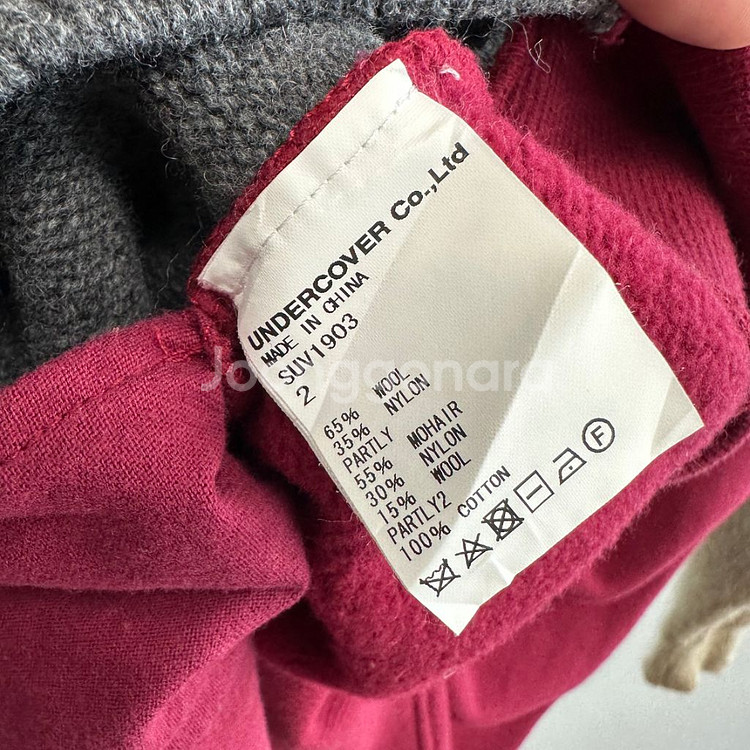 UNDERCOVER Co.,Ltd
MADE IN CHINA
SUV1903
2
65% WOOL
35% NYLON
PARTLY
55% MOHAIR
30% NYLON
15% WOOL
PARTLY2
100% COTTON
F
Joonggonara